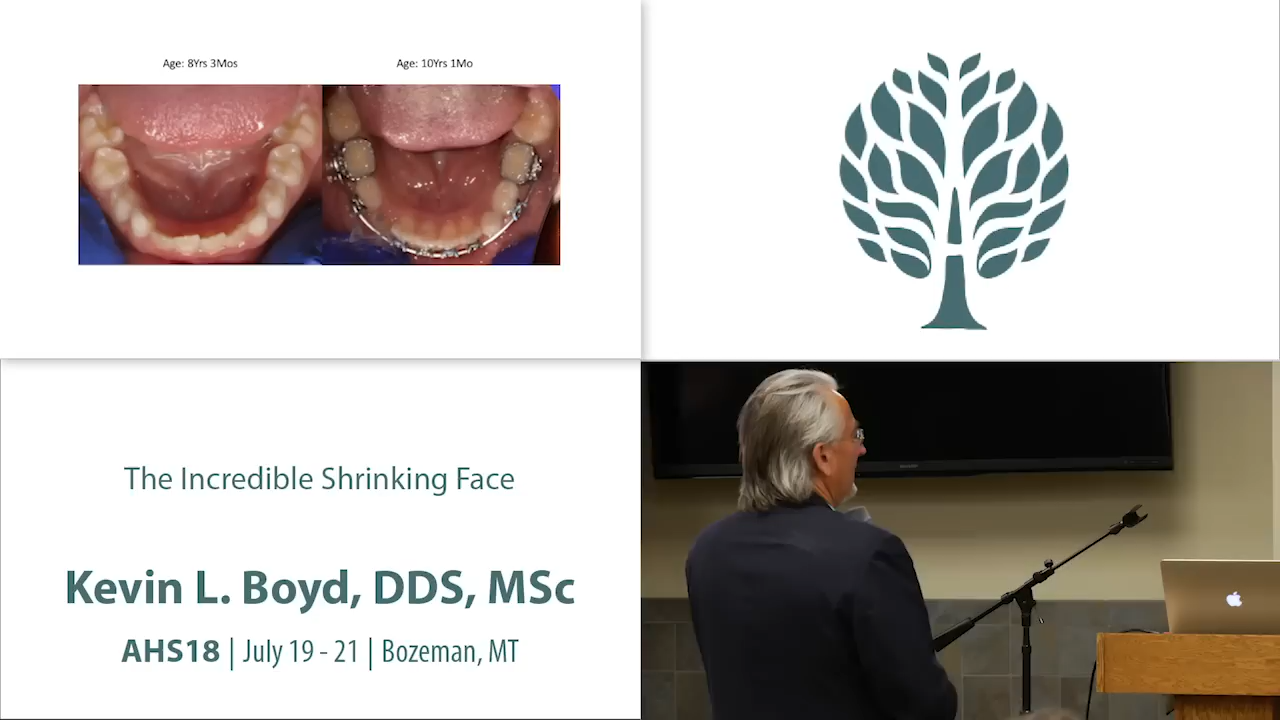 Age: 8Yrs 3Mos
Age: 10Yrs 1Mo
The Incredible Shrinking Face
Kevin L. Boyd, DDS, MSc
AHS18 | July 19 - 21 | Bozeman, MT